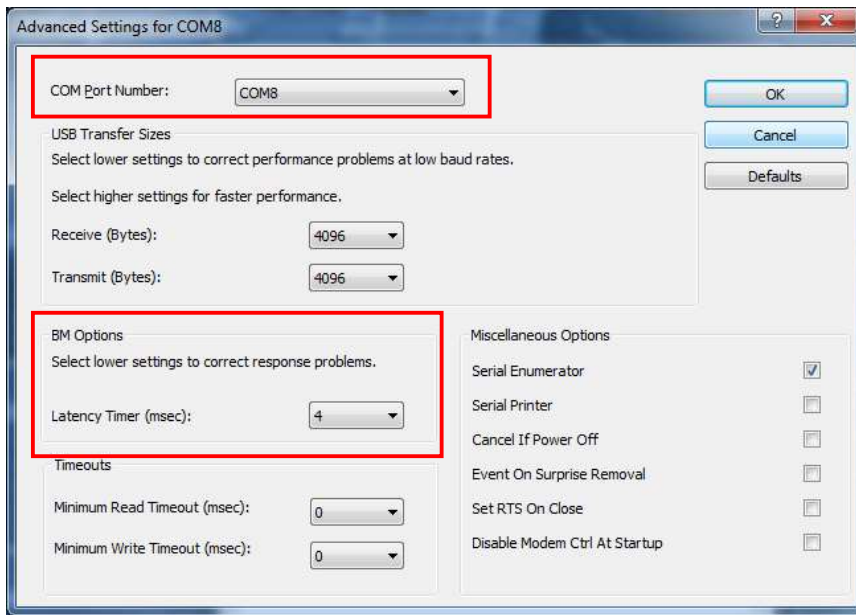 Advanced Settings for COM8
COM Port Number: COM8
OK
USB Transfer Sizes
Cancel
Select lower settings to correct performance problems at low baud rates.
Defaults
Select higher settings for faster performance.
Receive (Bytes): 4096
Transmit (Bytes): 4096
BM Options
Select lower settings to correct response problems.
Latency Timer (msec): 4
Timeouts
Minimum Read Timeout (msec): 0
Minimum Write Timeout (msec): 0
Miscellaneous Options
Serial Enumerator
Serial Printer
Cancel If Power Off
Event On Surprise Removal
Set RTS On Close
Disable Modem Ctrl At Startup